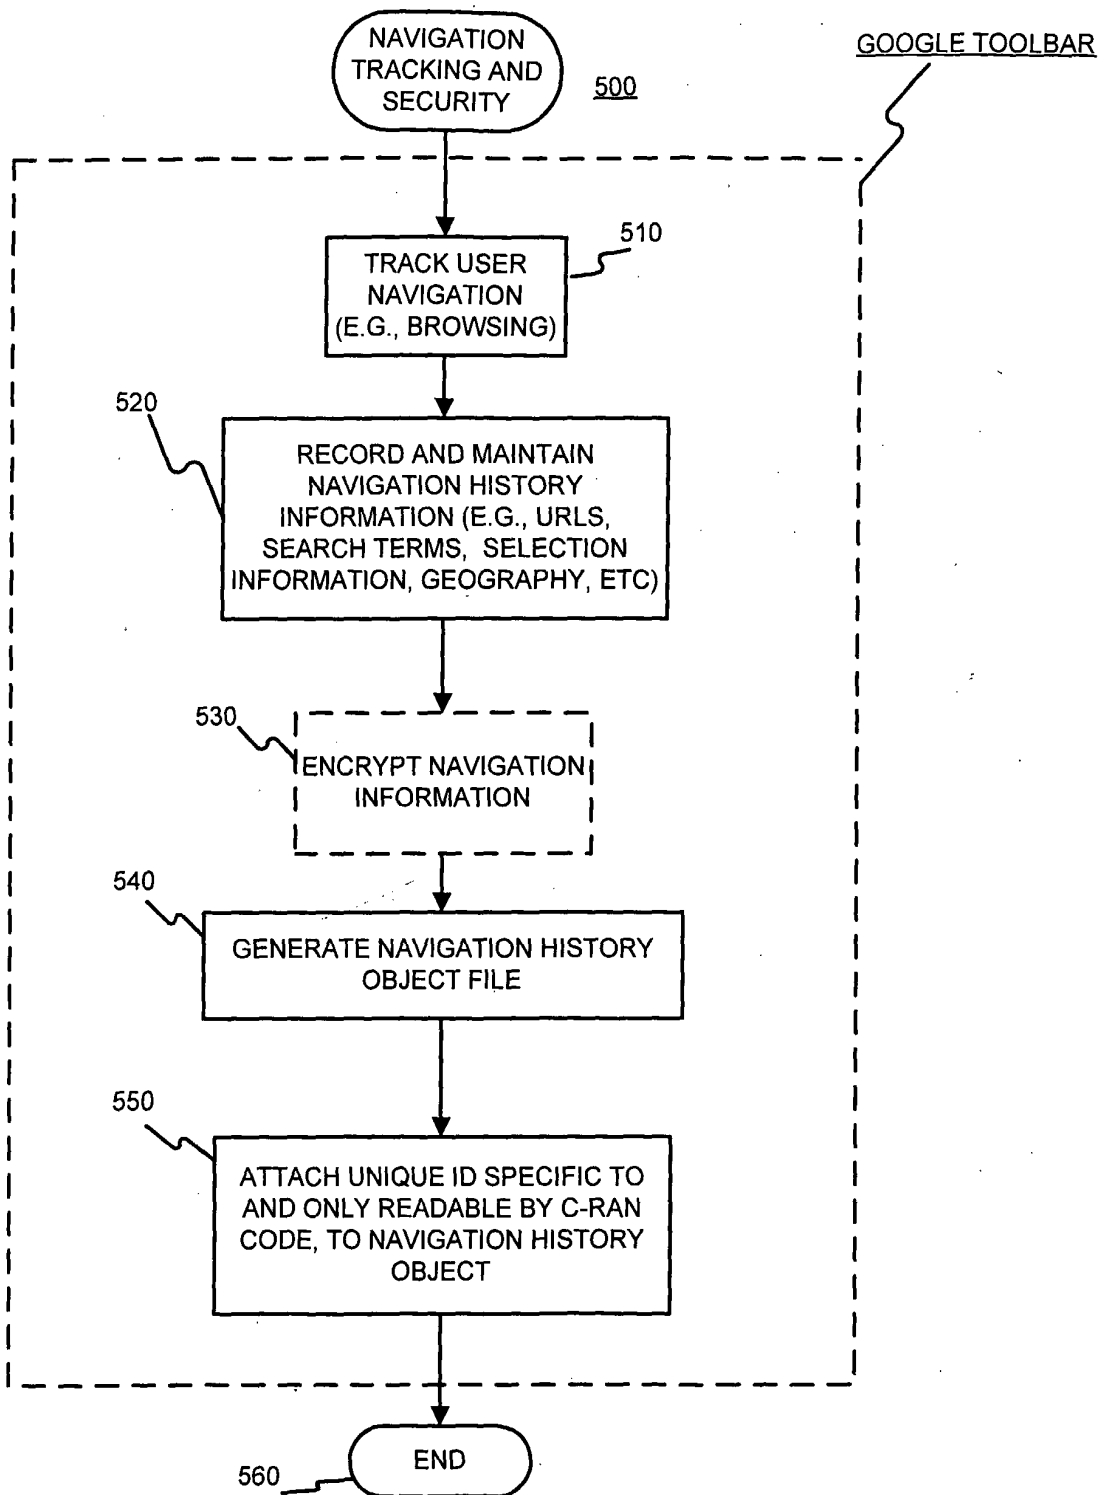 NAVIGATION
TRACKING AND
SECURITY
500
GOOGLE TOOLBAR
510
TRACK USER
NAVIGATION
(E.G., BROWSING)
520
RECORD AND MAINTAIN
NAVIGATION HISTORY
INFORMATION (E.G., URLS,
SEARCH TERMS, SELECTION
INFORMATION, GEOGRAPHY, ETC)
530
ENCRYPT NAVIGATION
INFORMATION
540
GENERATE NAVIGATION HISTORY
OBJECT FILE
550
ATTACH UNIQUE ID SPECIFIC TO
AND ONLY READABLE BY C-RAN
CODE, TO NAVIGATION HISTORY
OBJECT
END
560